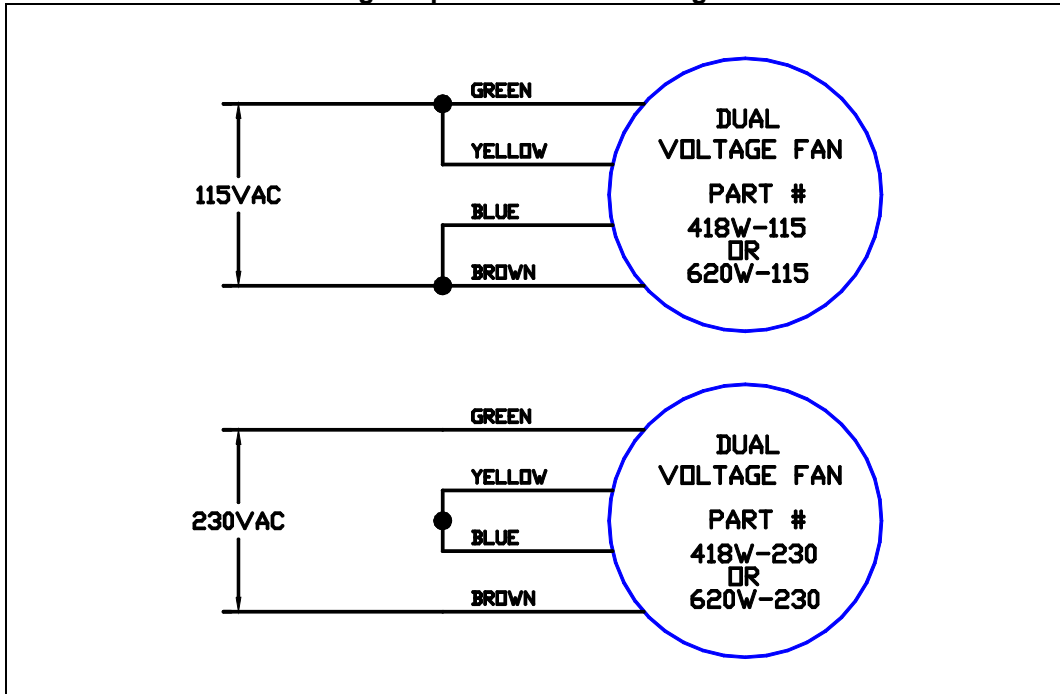 GREEN
YELLOW
115VAC
BLUE
BROWN
DUAL
VOLTAGE FAN
PART #
418W-115
OR
620W-115
GREEN
YELLOW
230VAC
BLUE
BROWN
DUAL
VOLTAGE FAN
PART #
418W-230
OR
620W-230